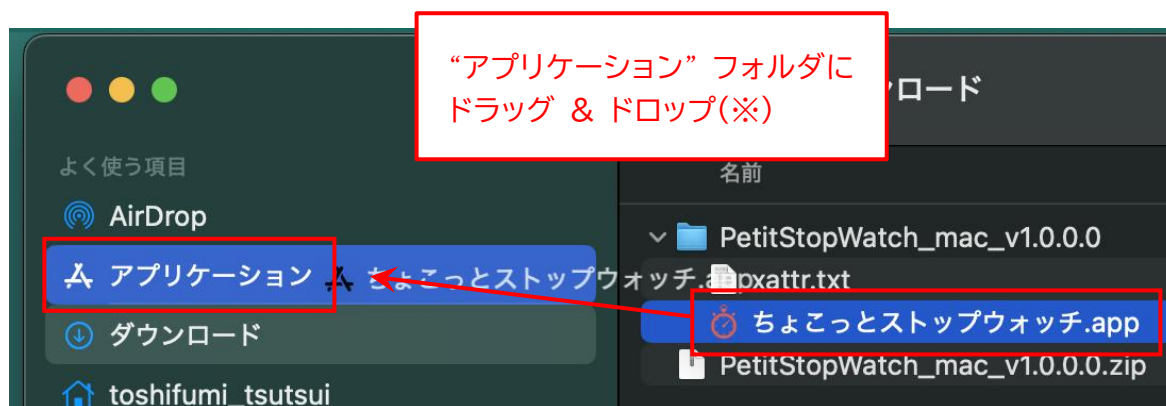 “アプリケーション” フォルダに
ドラッグ & ドロップ(※)
ロード
よく使う項目
名前
AirDrop
PetitStopWatch_mac_v1.0.0.0
アプリケーション
ちょこっとストップウォッチ.app
xattr.txt
ちょこっとストップウォッチ.app
ダウンロード
PetitStopWatch_mac_v1.0.0.0.zip
toshifumi_tsutsui